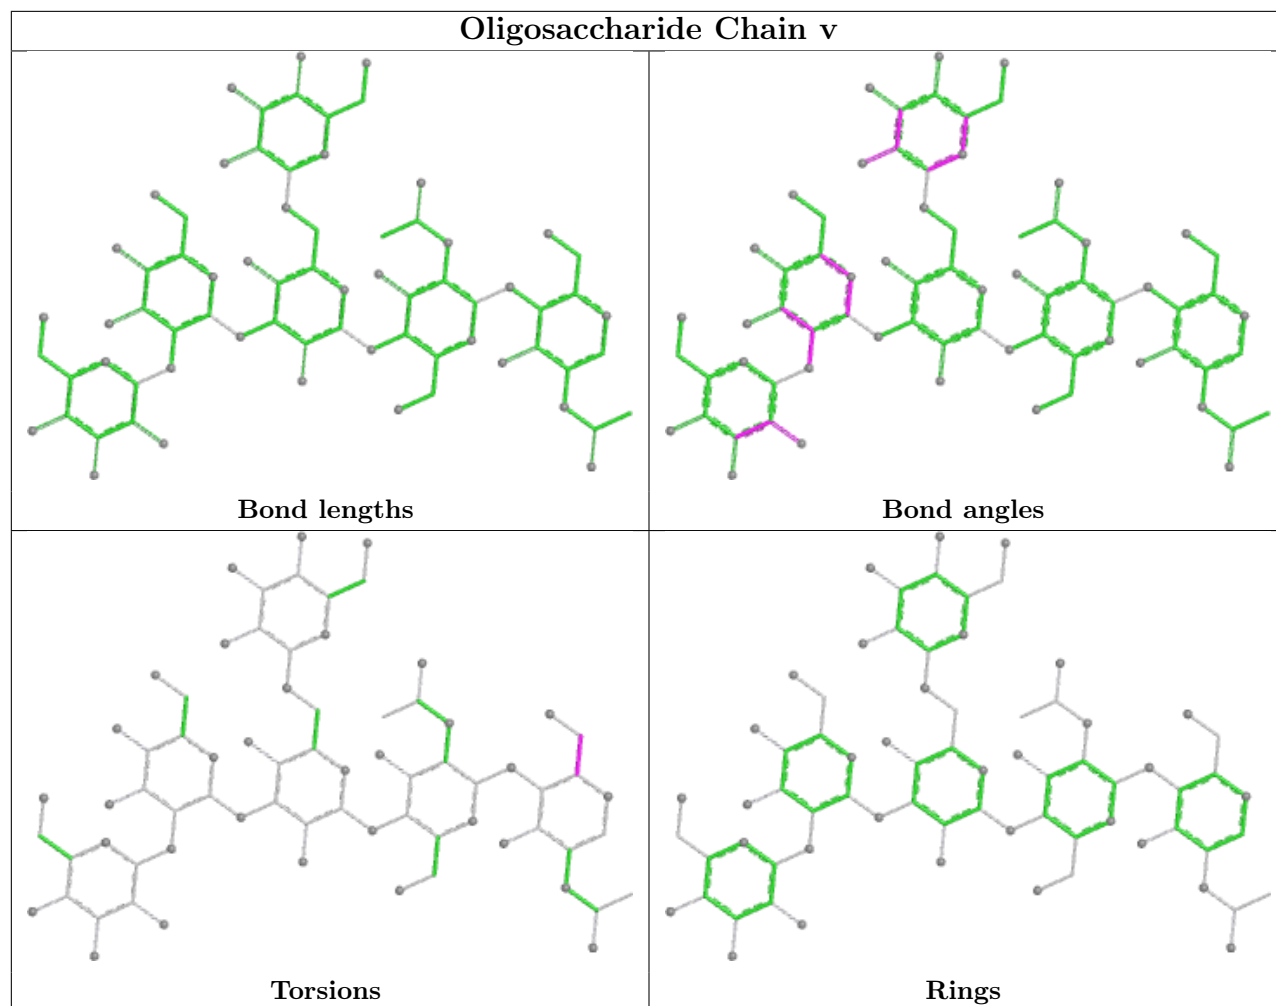 Oligosaccharide Chain v
Bond lengths
Bond angles
Torsions
Rings